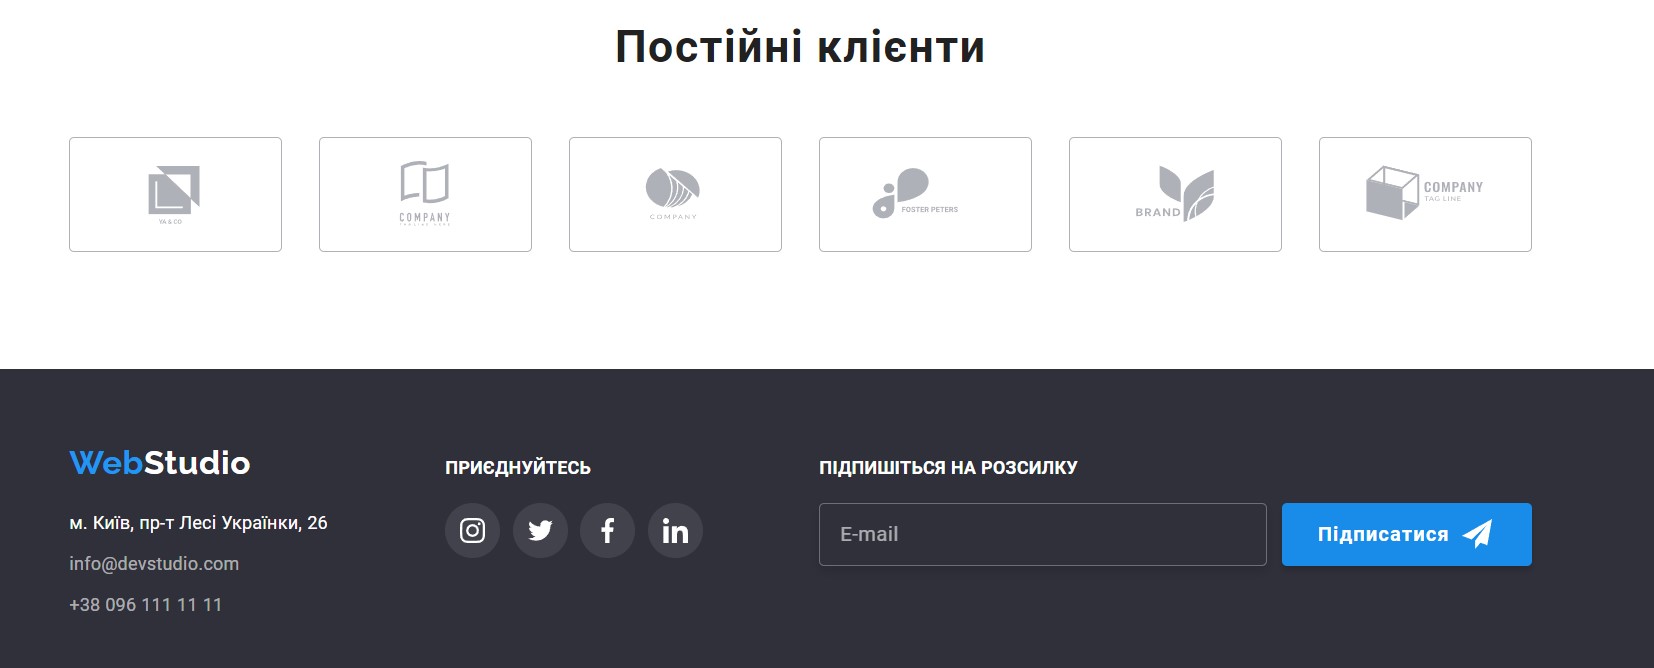 Постійні клієнти
YA & CO
COMPANY
COMPANY
FOSTER PETERS
BRAND
COMPANY
TAG LINE
WebStudio
м. Київ, пр-т Лесі Українки, 26
info@devstudio.com
+38 096 111 11 11
ПРИЄДНУЙТЕСЬ
ПІДПИШІТЬСЯ НА РОЗСИЛКУ
E-mail
Підписатися